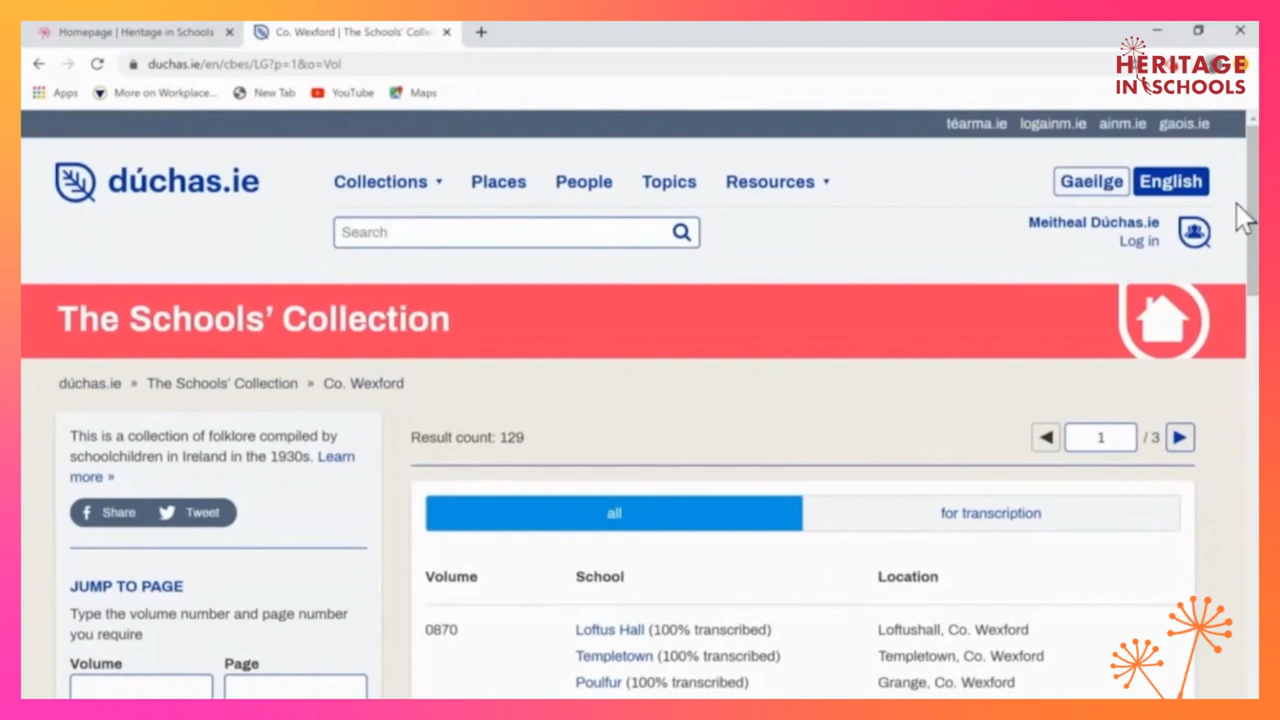 Homepage | Heritage in Schools
Co. Wexford | The Schools' Colle
HERITAGE
IN SCHOOLS
duchas.ie/en/cbes/LG?p=1&o=Vol
Apps More on Workplace... New Tab YouTube Maps
téarma.ie logainm.ie ainm.ie gaois.ie
dúchas.ie
Collections Places People Topics Resources
Gaeilge English
Search
Meitheal Dúchas.ie
Log in
The Schools’ Collection
dúchas.ie » The Schools’ Collection » Co. Wexford
This is a collection of folklore compiled by
schoolchildren in Ireland in the 1930s. Learn
more »
Share Tweet
JUMP TO PAGE
Type the volume number and page number
you require
Volume Page
Result count: 129
1 / 3
all for transcription
Volume School Location
0870 Loftus Hall (100% transcribed) Loftushall, Co. Wexford
Templetown (100% transcribed) Templetown, Co. Wexford
Poulfur (100% transcribed) Grange, Co. Wexford